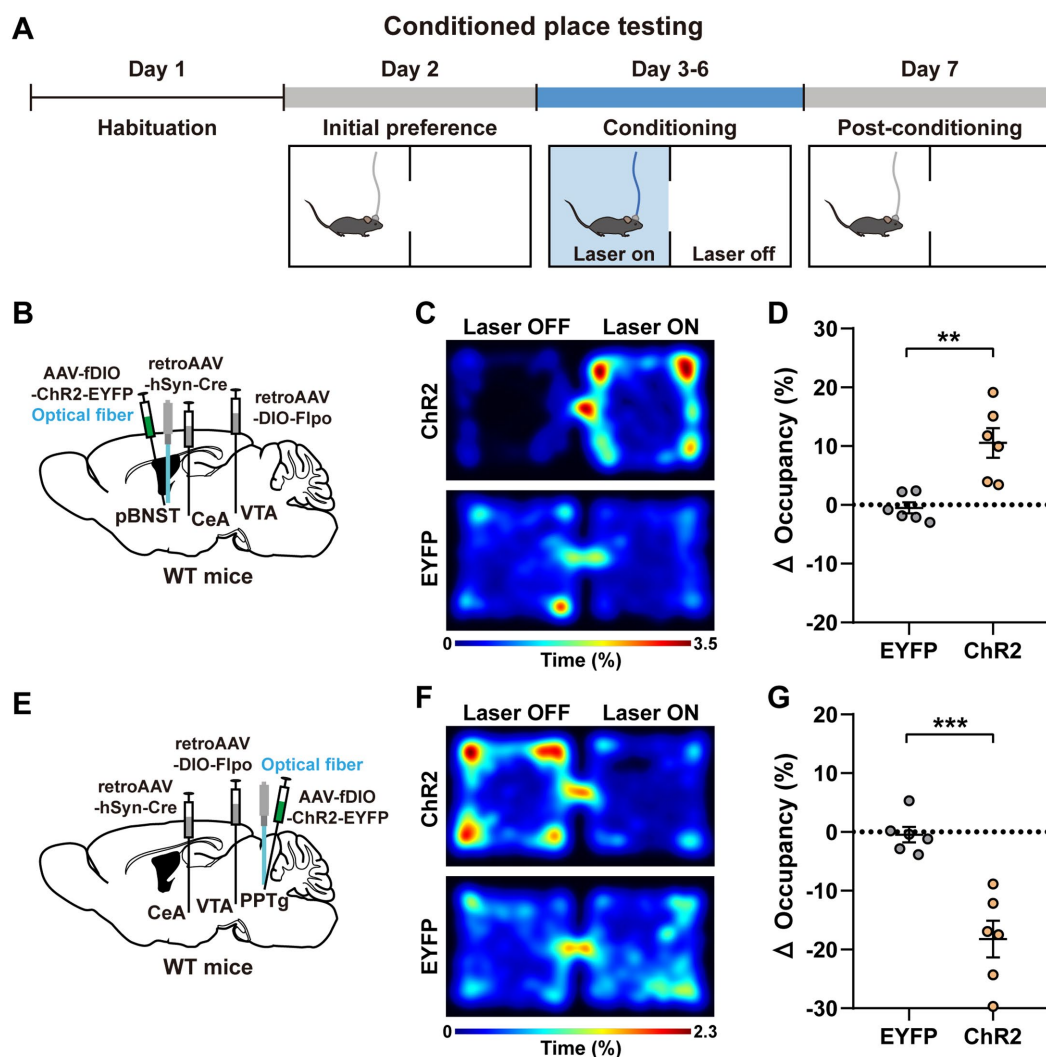 A
Conditioned place testing
Day 1
Day 2
Day 3-6
Day 7
Habituation
Initial preference
Conditioning
Post-conditioning
Laser on
Laser off
B
AAV-fDIO
-ChR2-EYFP
Optical fiber
retroAAV
-hSyn-Cre
retroAAV
-DIO-Flpo
pBNST
CeA
VTA
WT mice
C
Laser OFF
Laser ON
ChR2
EYFP
0
3.5
Time (%)
D
30
20
10
0
-10
-20
Δ Occupancy (%)
**
EYFP
ChR2
E
retroAAV
-hSyn-Cre
retroAAV
-DIO-Flpo
Optical fiber
AAV-fDIO
-ChR2-EYFP
CeA
VTA
PPTg
WT mice
F
Laser OFF
Laser ON
ChR2
EYFP
0
2.3
Time (%)
G
20
10
0
-10
-20
-30
Δ Occupancy (%)
***
EYFP
ChR2